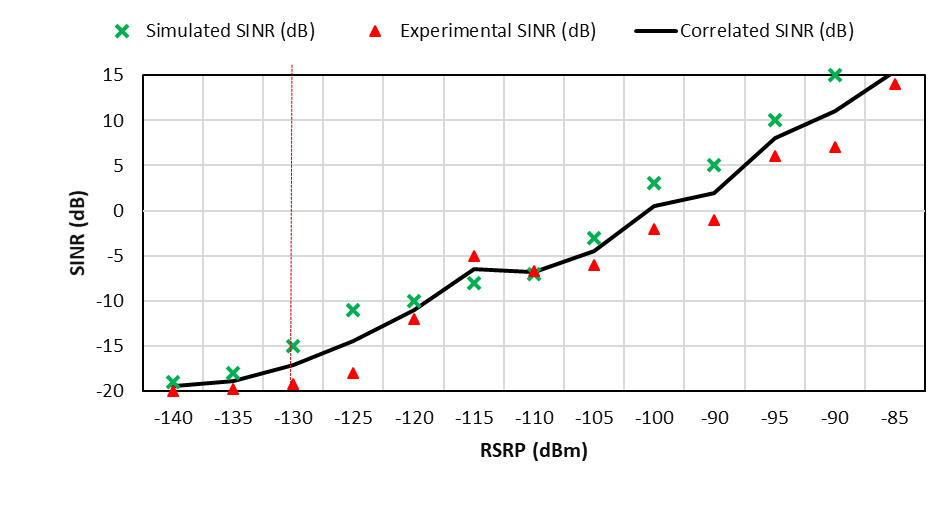 Simulated SINR (dB) Experimental SINR (dB) Correlated SINR (dB)
15
10
5
0
-5
-10
-15
-20
SINR (dB)
-140 -135 -130 -125 -120 -115 -110 -105 -100 -90 -95 -90 -85
RSRP (dBm)